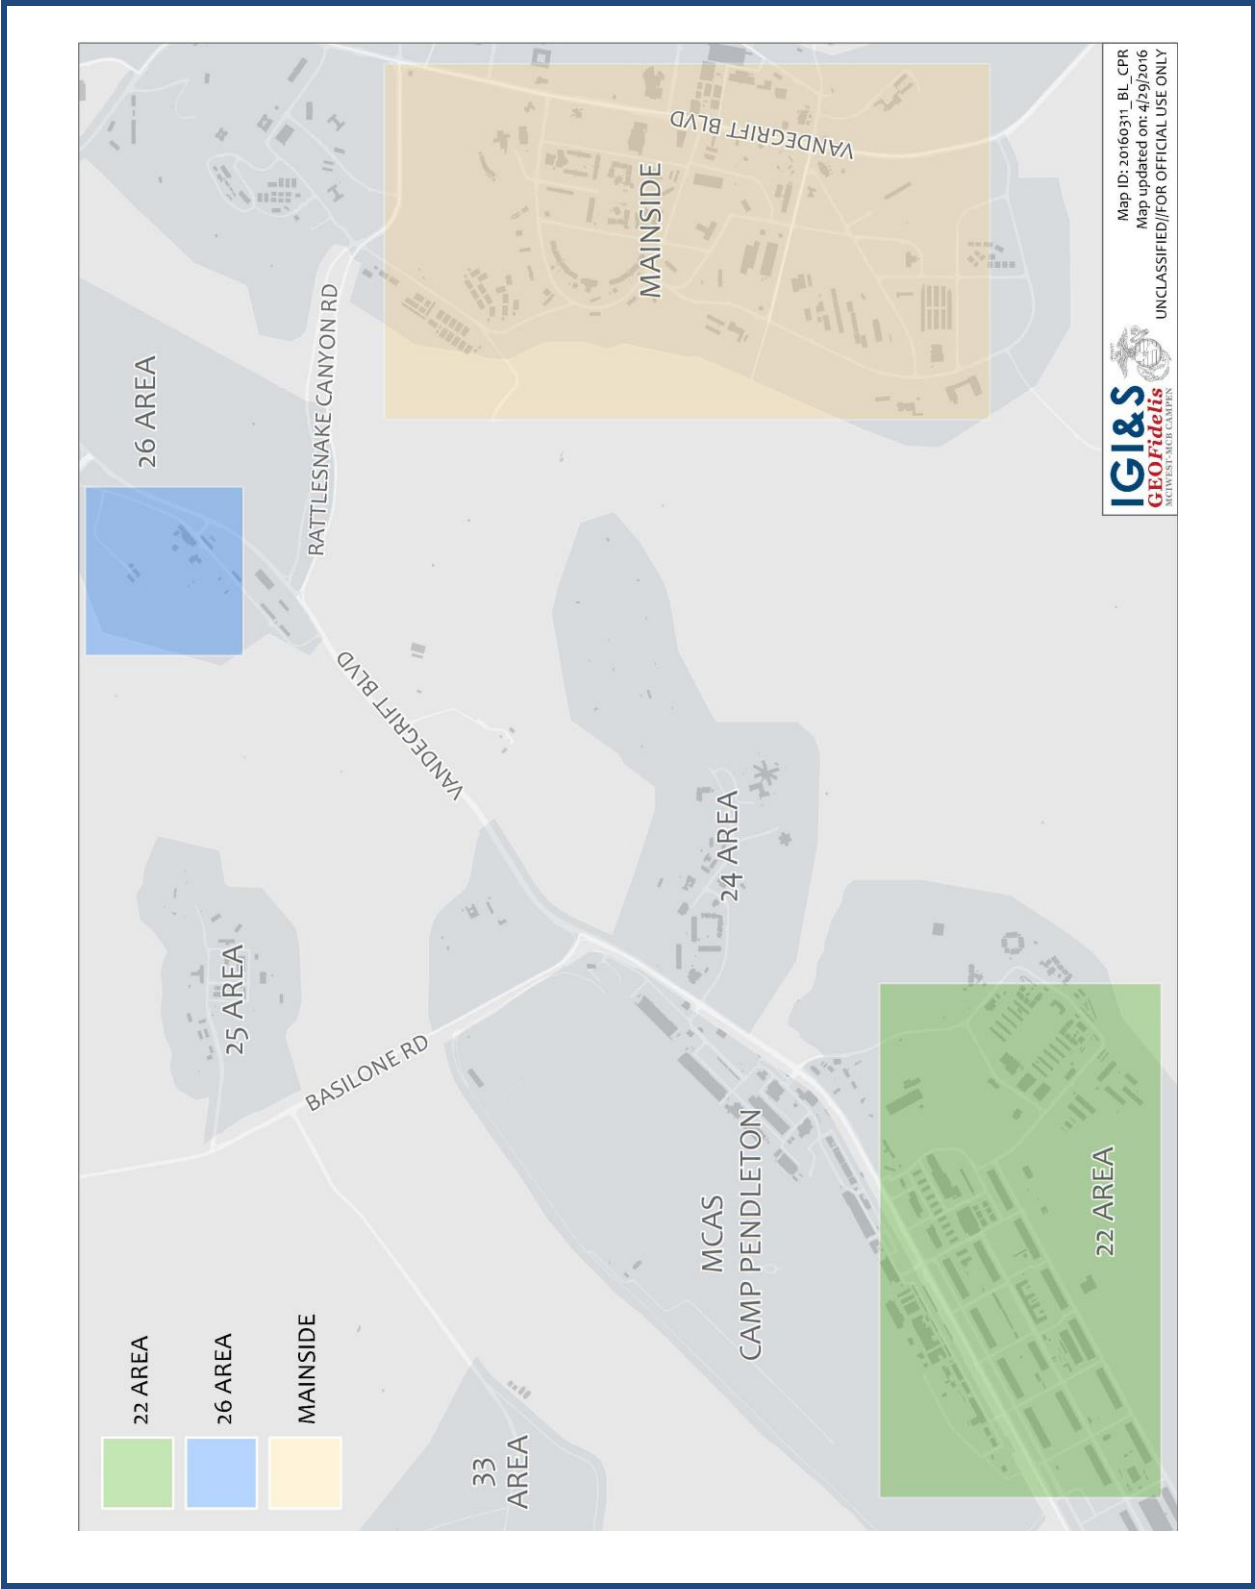 22 AREA
26 AREA
MAINSIDE
33
AREA
25 AREA
BASILONE RD
MCAS
CAMP PENDLETON
22 AREA
24 AREA
VANDEGRIFT BLVD
26 AREA
RATTLESNAKE CANYON RD
MAINSIDE
VANDEGRIFT BLVD
IGI&S
GEOFidelis
MCIWEST-MCB CAMPEN
Map ID: 20160311_BL_CPR
Map updated on: 4/29/2016
UNCLASSIFIED//FOR OFFICIAL USE ONLY